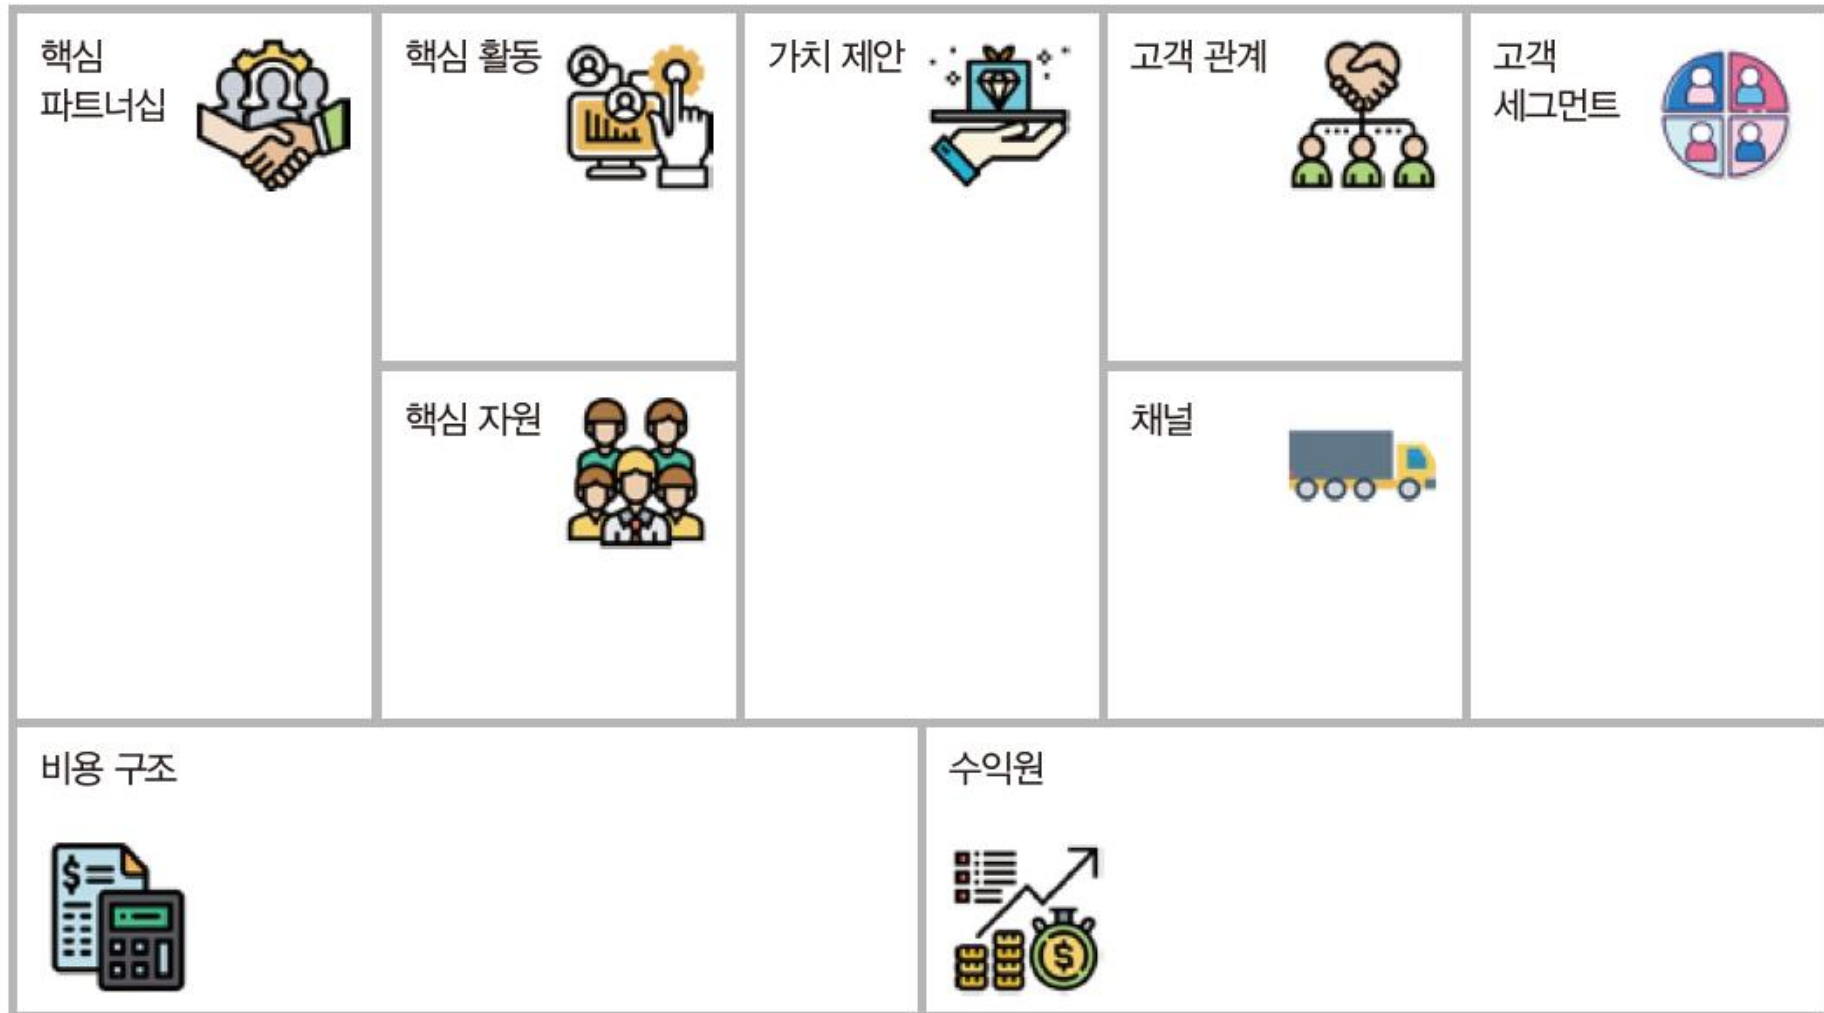 핵심
파트너십
핵심 활동
핵심 자원
가치 제안
고객 관계
채널
고객
세그먼트
비용 구조
수익원